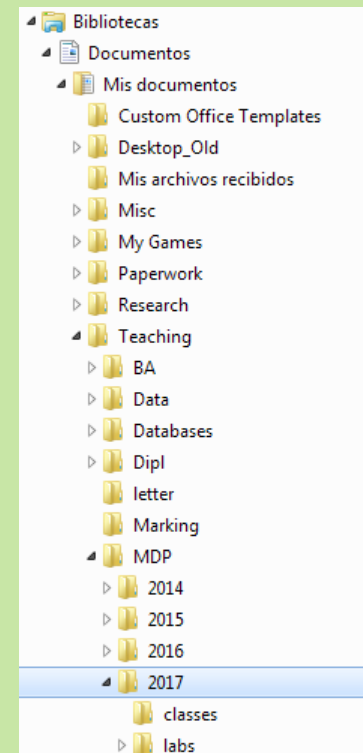 Bibliotecas
Documentos
Mis documentos
Custom Office Templates
Desktop_Old
Mis archivos recibidos
Misc
My Games
Paperwork
Research
Teaching
BA
Data
Databases
Dipl
letter
Marking
MDP
2014
2015
2016
2017
classes
labs